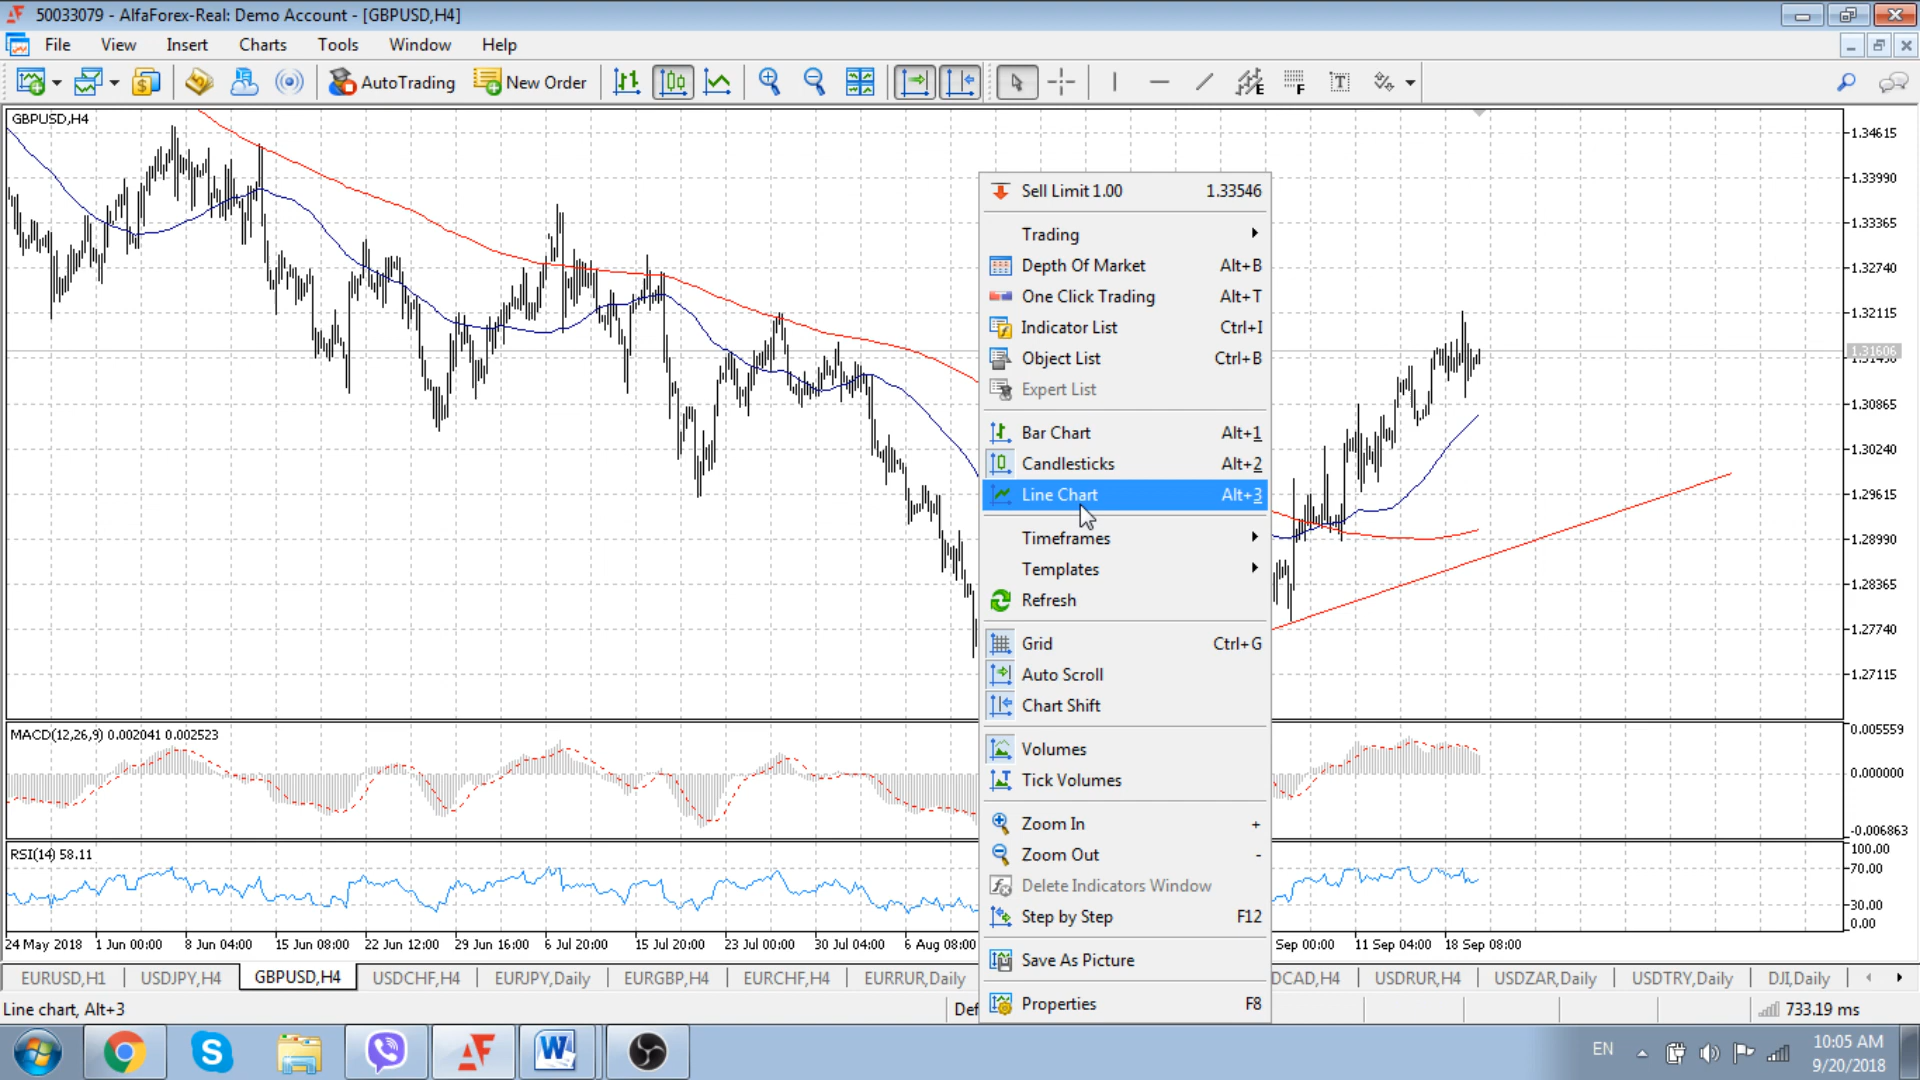 50033079 - AlfaForex-Real: Demo Account - [GBPUSD,H4]
File View Insert Charts Tools Window Help
AutoTrading New Order
GBPUSD,H4
1.34615
1.33990
1.33365
1.32740
1.32115
1.31606
1.30865
1.30240
1.29615
1.28990
1.28365
1.27740
1.27115
Sell Limit 1.00 1.33546
Trading
Depth Of Market Alt+B
One Click Trading Alt+T
Indicator List Ctrl+I
Object List Ctrl+B
Expert List
Bar Chart Alt+1
Candlesticks Alt+2
Line Chart Alt+3
Timeframes
Templates
Refresh
Grid Ctrl+G
Auto Scroll
Chart Shift
Volumes
Tick Volumes
Zoom In +
Zoom Out -
Delete Indicators Window
Step by Step F12
Save As Picture
Properties F8
MACD(12,26,9) 0.002041 0.002523
0.005559
0.000000
-0.006863
RSI(14) 58.11
100.00
70.00
30.00
0.00
24 May 2018 1 Jun 00:00 8 Jun 04:00 15 Jun 08:00 22 Jun 12:00 29 Jun 16:00 6 Jul 20:00 15 Jul 20:00 23 Jul 00:00 30 Jul 04:00 6 Aug 08:00 Sep 00:00 11 Sep 04:00 18 Sep 08:00
EURUSD,H1 USDJPY,H4 GBPUSD,H4 USDCHF,H4 EURJPY,Daily EURGBP,H4 EURCHF,H4 EURRUR,Daily DCAD,H4 USDRUR,H4 USDZAR,Daily USDTRY,Daily DJI,Daily
Line chart, Alt+3 Def 733.19 ms
EN 10:05 AM
9/20/2018